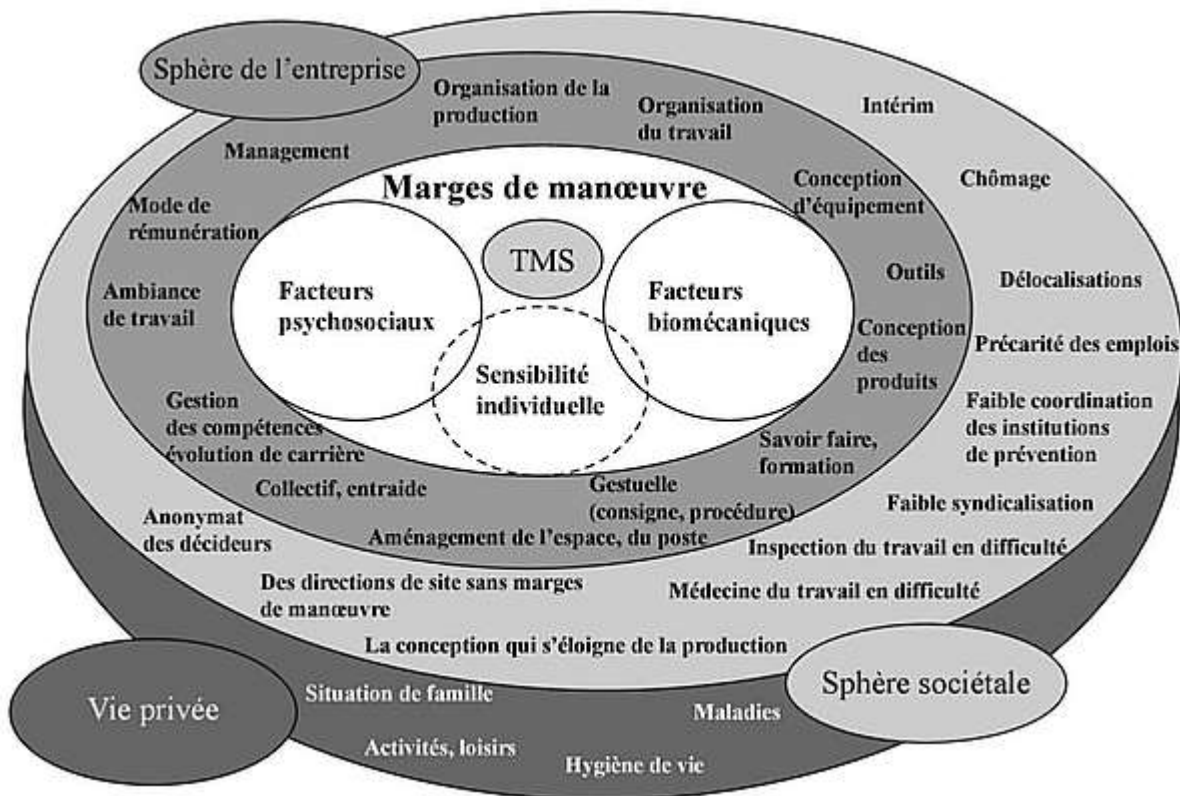 Sphère de l'entreprise
Organisation de la
production
Organisation
du travail
Intérim
Management
Marges de manœuvre
Conception
d'équipement
Chômage
Mode de
rémunération
TMS
Outils
Délocalisations
Ambiance
de travail
Facteurs
psychosociaux
Facteurs
biomécaniques
Conception
des
produits
Précarité des emplois
Sensibilité
individuelle
Gestion
des compétences
évolution de carrière
Savoir faire,
formation
Faible coordination
des institutions
de prévention
Collectif, entraide
Gestuelle
(consigne, procédure)
Faible syndicalisation
Anonymat
des décideurs
Aménagement de l'espace, du poste
Inspection du travail en difficulté
Des directions de site sans marges
de manœuvre
Médecine du travail en difficulté
La conception qui s'éloigne de la production
Vie privée
Situation de famille
Maladies
Sphère sociétale
Activités, loisirs
Hygiène de vie